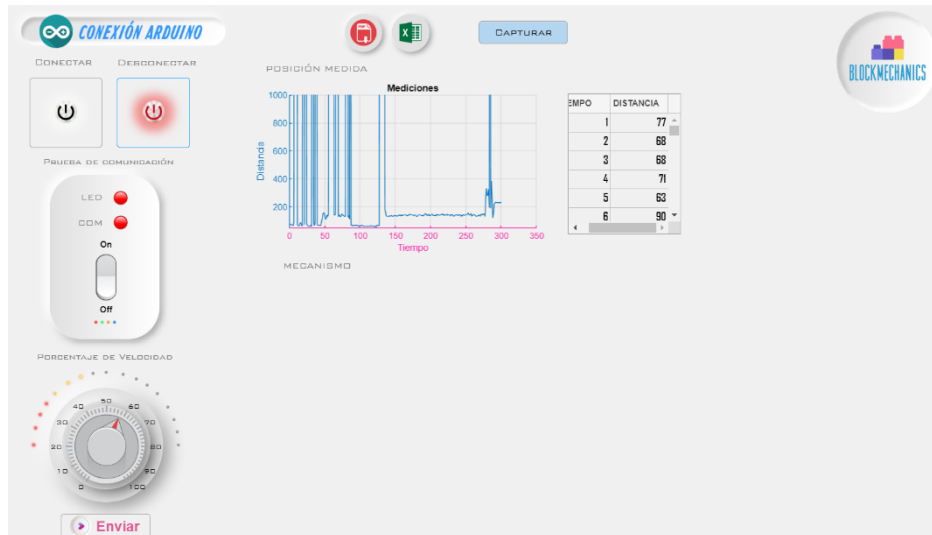 CONEXIÓN ARDUINO
CAPTURAR
BLOCKMECHANICS
CONECTAR DESCONECTAR
POSICIÓN MEDIDA
Mediciones
1000
800
600
400
200
Distancia
0 50 100 150 200 250 300 350
Tiempo
EMPO DISTANCIA
1 77
2 68
3 68
4 71
5 63
6 90
PRUEBA DE COMUNICACIÓN
LED
COM
On
Off
MECANISMO
PORCENTAJE DE VELOCIDAD
0 10 20 30 40 50 60 70 80 90 100
Enviar